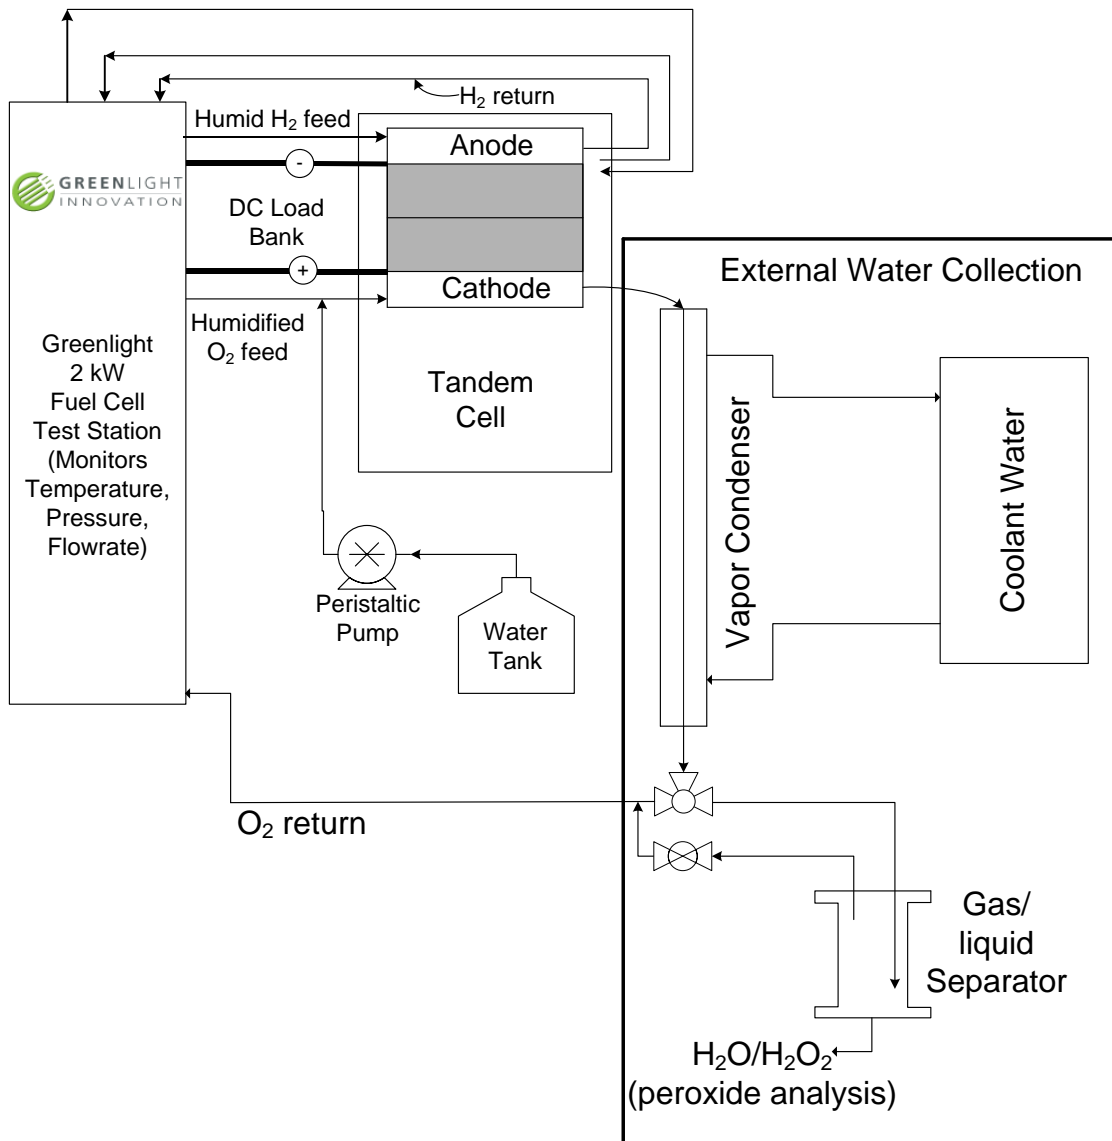 H₂ return
Humid H₂ feed
Anode
-
GREENLIGHT
INNOVATION
DC Load
Bank
+
External Water Collection
Cathode
Humidified
O₂ feed
Greenlight
2 kW
Fuel Cell
Test Station
(Monitors
Temperature,
Pressure,
Flowrate)
Tandem
Cell
Vapor Condenser
Coolant Water
Peristaltic
Pump
Water
Tank
O₂ return
Gas/
liquid
Separator
H₂O/H₂O₂
(peroxide analysis)